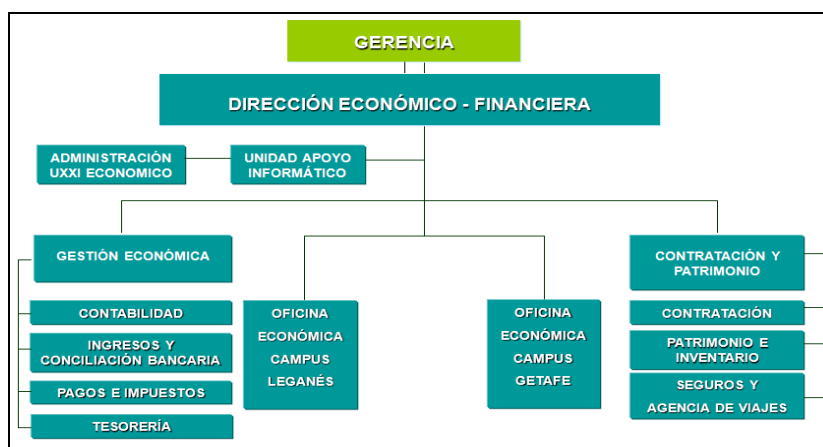 GERENCIA
DIRECCIÓN ECONÓMICO - FINANCIERA
ADMINISTRACIÓN
UXXI ECONOMICO
UNIDAD APOYO
INFORMÁTICO
GESTIÓN ECONÓMICA
CONTABILIDAD
INGRESOS Y
CONCILIACIÓN BANCARIA
PAGOS E IMPUESTOS
TESORERÍA
OFICINA
ECONÓMICA
CAMPUS
LEGANÉS
OFICINA
ECONÓMICA
CAMPUS
GETAFE
CONTRATACIÓN Y
PATRIMONIO
CONTRATACIÓN
PATRIMONIO E
INVENTARIO
SEGUROS Y
AGENCIA DE VIAJES